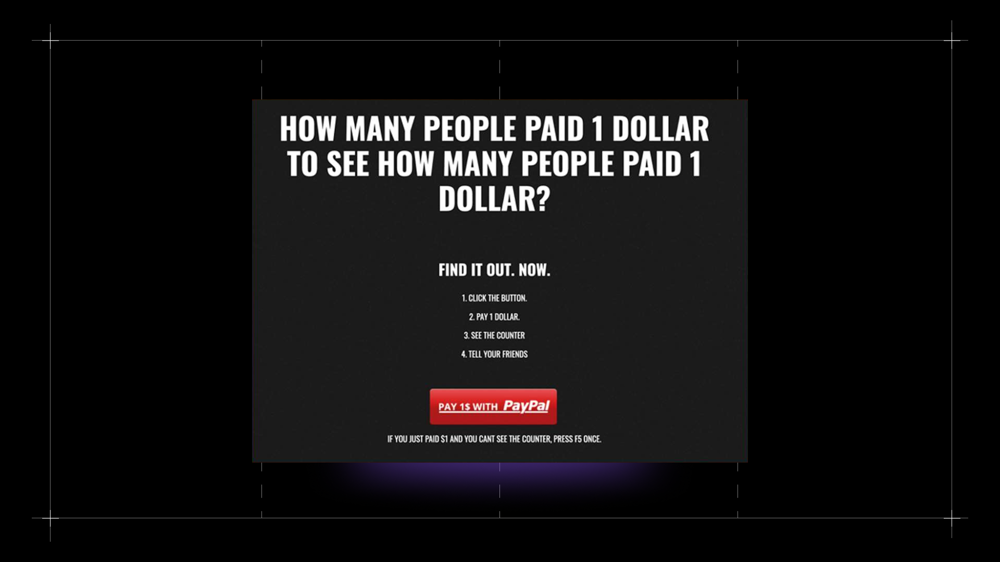 HOW MANY PEOPLE PAID 1 DOLLAR
TO SEE HOW MANY PEOPLE PAID 1
DOLLAR?
FIND IT OUT. NOW.
1. CLICK THE BUTTON.
2. PAY 1 DOLLAR.
3. SEE THE COUNTER
4. TELL YOUR FRIENDS
PAY 1$ WITH PayPal
IF YOU JUST PAID $1 AND YOU CANT SEE THE COUNTER, PRESS F5 ONCE.